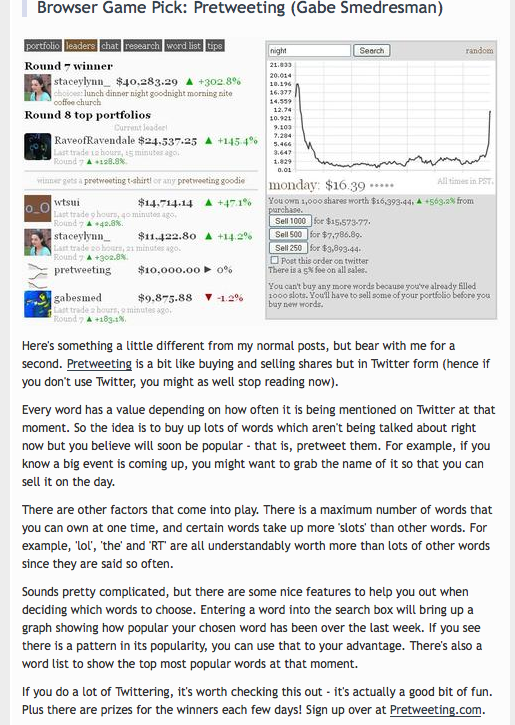 Browser Game Pick: Pretweeting (Gabe Smedresman)
portfolio leaders chat research word list tips
Round 7 winner
staceylynn_ $40,283.29 ▲ +302.8%
choices: lunch dinner night goodnight morning nite
coffee church
Round 8 top portfolios
Current leader!
RaveofRavendale $24,537.25 ▲ +145.4%
Last trade 12 hours, 15 minutes ago.
Round 7 ▲ +128.8%.
winner gets a pretweeting t-shirt! or any pretweeting goodie
wtsui $14,714.14 ▲ +47.1%
Last trade 9 hours, 40 minutes ago.
Round 7 ▲ +42.8%.
staceylynn_ $11,422.80 ▲ +14.2%
Last trade 20 hours, 21 minutes ago.
Round 7 ▲ +302.8%.
pretweeting $10,000.00 ▶ 0%
gabesmed $9,875.88 ▼ -1.2%
Last trade 2 hours, 9 minutes ago.
Round 7 ▲ +183.1%.
night Search random
21.833
20.014
18.196
16.377
14.559
12.74
10.921
9.103
7.284
5.466
3.647
1.829
0.01
monday: $16.39 •••••
All times in PST.
You own 1,000 shares worth $16,393.44, ▲ +563.2% from
purchase.
Sell 1000 for $15,573.77.
Sell 500 for $7,786.89.
Sell 250 for $3,893.44.
Post this order on twitter
There is a 5% fee on all sales.
You can't buy any more words because you've already filled
1000 slots. You'll have to sell some of your portfolio before you
buy new words.
Here's something a little different from my normal posts, but bear with me for a
second. Pretweeting is a bit like buying and selling shares but in Twitter form (hence if
you don't use Twitter, you might as well stop reading now).
Every word has a value depending on how often it is being mentioned on Twitter at that
moment. So the idea is to buy up lots of words which aren't being talked about right
now but you believe will soon be popular - that is, pretweet them. For example, if you
know a big event is coming up, you might want to grab the name of it so that you can
sell it on the day.
There are other factors that come into play. There is a maximum number of words that
you can own at one time, and certain words take up more 'slots' than other words. For
example, 'lol', 'the' and 'RT' are all understandably worth more than lots of other words
since they are said so often.
Sounds pretty complicated, but there are some nice features to help you out when
deciding which words to choose. Entering a word into the search box will bring up a
graph showing how popular your chosen word has been over the last week. If you see
there is a pattern in its popularity, you can use that to your advantage. There's also a
word list to show the top most popular words at that moment.
If you do a lot of Twittering, it's worth checking this out - it's actually a good bit of fun.
Plus there are prizes for the winners each few days! Sign up over at Pretweeting.com.